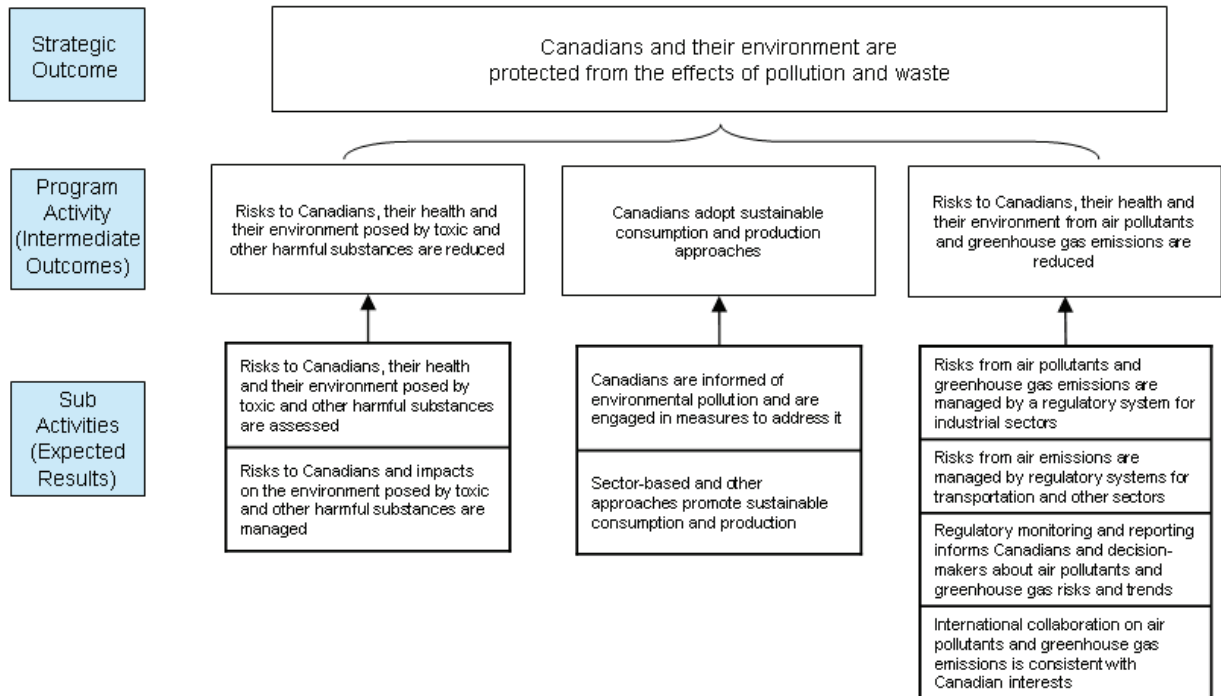 Strategic
Outcome
Canadians and their environment are
protected from the effects of pollution and waste
Program
Activity
(Intermediate
Outcomes)
Risks to Canadians, their health and
their environment posed by toxic and
other harmful substances are reduced
Canadians adopt sustainable
consumption and production
approaches
Risks to Canadians, their health and
their environment from air pollutants
and greenhouse gas emissions are
reduced
Sub
Activities
(Expected
Results)
Risks to Canadians, their health
and their environment posed by
toxic and other harmful substances
are assessed
Risks to Canadians and impacts
on the environment posed by toxic
and other harmful substances are
managed
Canadians are informed of
environmental pollution and are
engaged in measures to address it
Sector-based and other
approaches promote sustainable
consumption and production
Risks from air pollutants and
greenhouse gas emissions are
managed by a regulatory system for
industrial sectors
Risks from air emissions are
managed by regulatory systems for
transportation and other sectors
Regulatory monitoring and reporting
informs Canadians and decision-
makers about air pollutants and
greenhouse gas risks and trends
International collaboration on air
pollutants and greenhouse gas
emissions is consistent with
Canadian interests